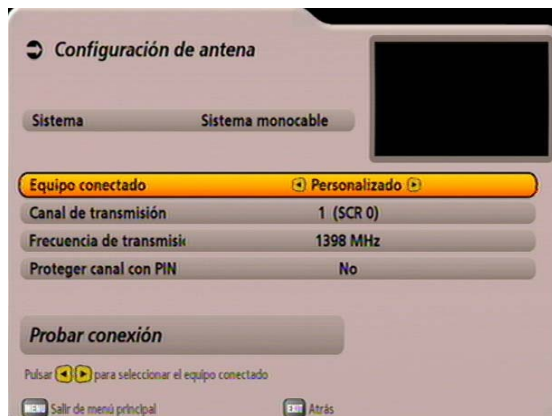 Configuración de antena
Sistema Sistema monocable
Equipo conectado Personalizado
Canal de transmisión 1 (SCR 0)
Frecuencia de transmisi 1398 MHz
Proteger canal con PIN No
Probar conexión
Pulsar para seleccionar el equipo conectado
MENU Salir de menú principal EXIT Atrás